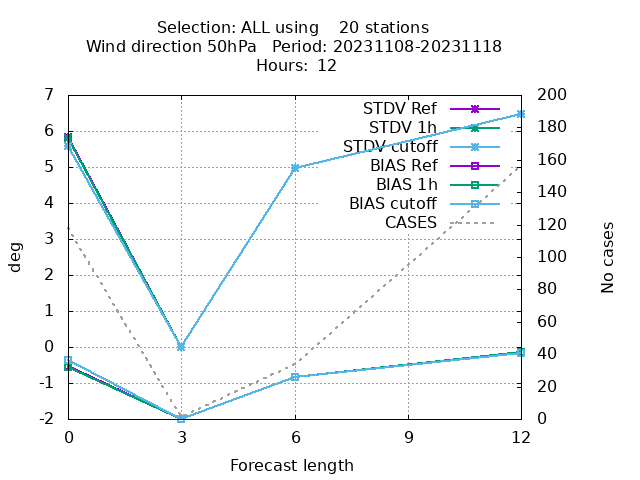 Selection: ALL using    20 stations
Wind direction 50hPa   Period: 20231108-20231118
Hours: 12
7
6
5
4
3
2
1
0
-1
-2
deg
200
180
160
140
120
100
80
60
40
20
0
No cases
STDV Ref
STDV 1h
STDV cutoff
BIAS Ref
BIAS 1h
BIAS cutoff
CASES
0 3 6 9 12
Forecast length